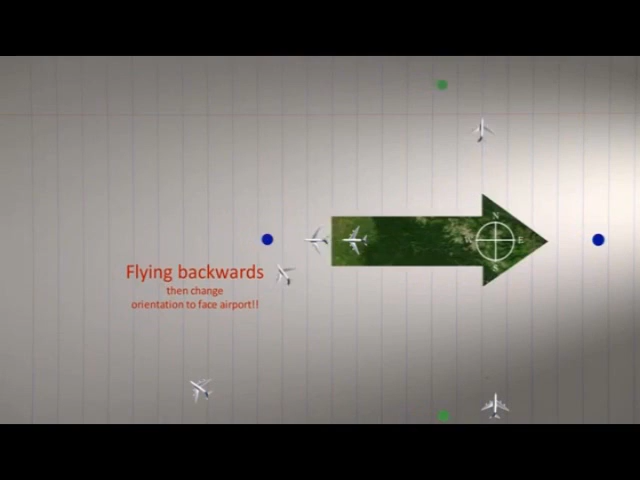 N
E
S
Flying backwards
then change
orientation to face airport!!